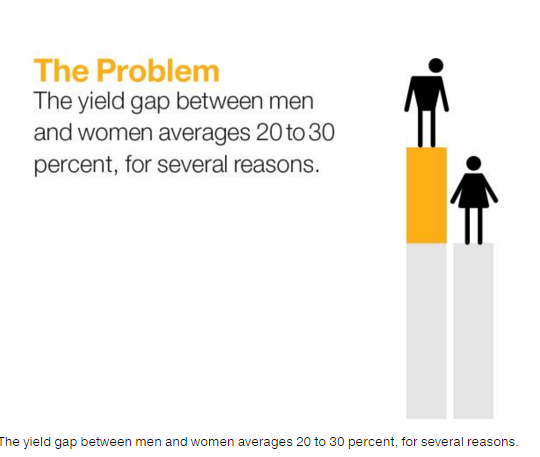 The Problem
The yield gap between men
and women averages 20 to 30
percent, for several reasons.
The yield gap between men and women averages 20 to 30 percent, for several reasons.